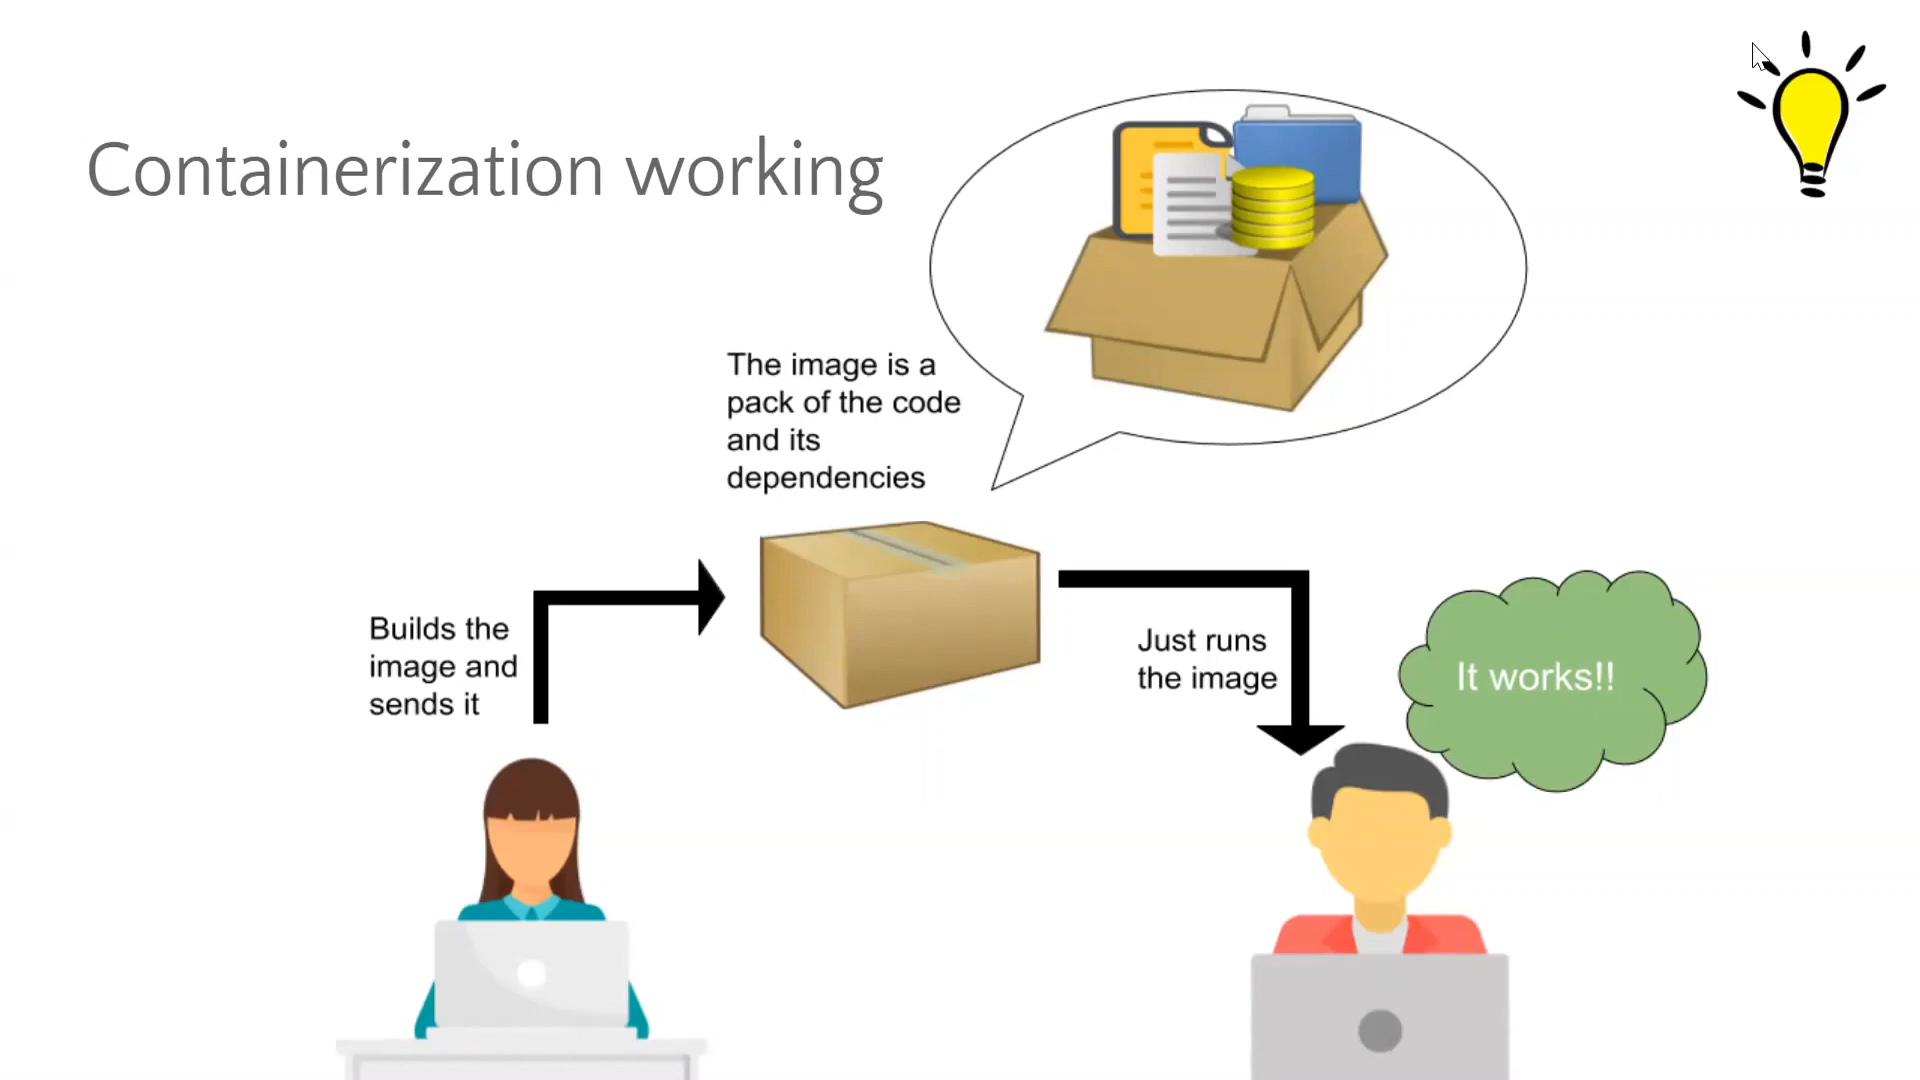 Containerization working
The image is a
pack of the code
and its
dependencies
Builds the
image and
sends it
Just runs
the image
It works!!